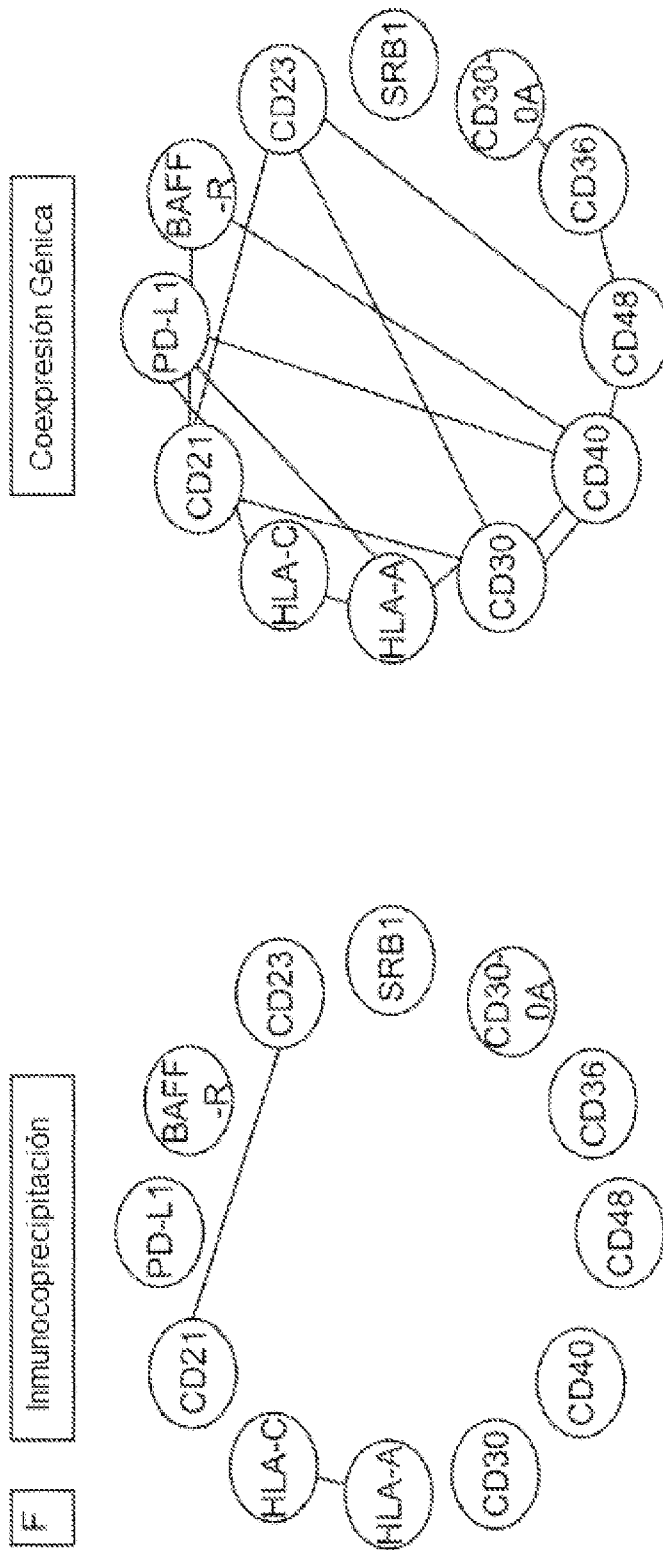 F
Inmunocoprecipitación
PD-L1
BAFF
-R
CD21
CD23
HLA-C
SRB1
HLA-A
CD30-
0A
CD30
CD36
CD40
CD48
Coexpresión Génica
PD-L1
BAFF
-R
CD21
CD23
HLA-C
SRB1
HLA-A
CD30-
0A
CD30
CD36
CD40
CD48